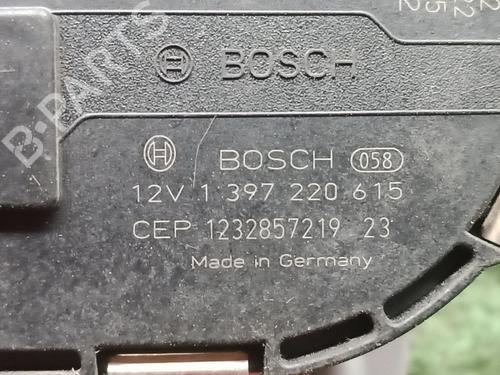 BOSCH
BOSCH 058
12V 1 397 220 615
CEP 1232857219 23
Made in Germany
B-PARTS